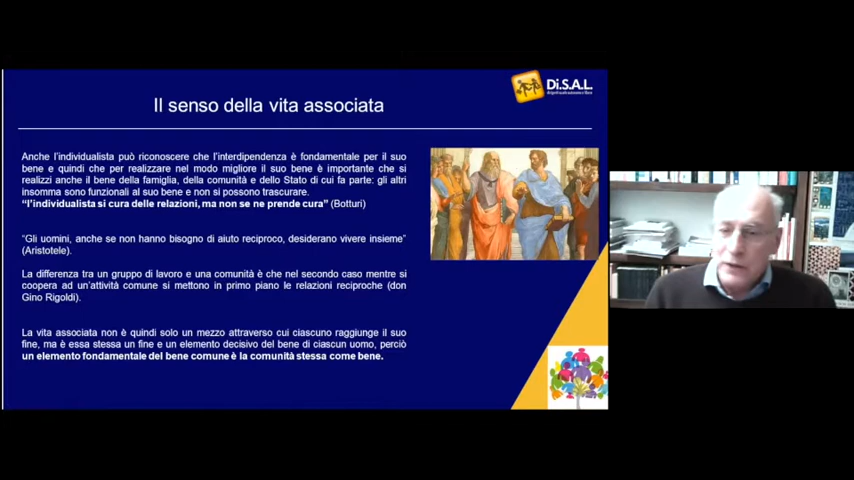 Di.S.A.L.
Il senso della vita associata
Anche l'individualista può riconoscere che l'interdipendenza è fondamentale per il suo
bene e quindi che per realizzare nel modo migliore il suo bene è importante che si
realizzi anche il bene della famiglia, della comunità e dello Stato di cui fa parte: gli altri
insomma sono funzionali al suo bene e non si possono trascurare.
“l'individualista si cura delle relazioni, ma non se ne prende cura” (Botturi)
“Gli uomini, anche se non hanno bisogno di aiuto reciproco, desiderano vivere insieme”
(Aristotele).
La differenza tra un gruppo di lavoro e una comunità è che nel secondo caso mentre si
coopera ad un'attività comune si mettono in primo piano le relazioni reciproche (don
Gino Rigoldi).
La vita associata non è quindi solo un mezzo attraverso cui ciascuno raggiunge il suo
fine, ma è essa stessa un fine e un elemento decisivo del bene di ciascun uomo, perciò
un elemento fondamentale del bene comune è la comunità stessa come bene.